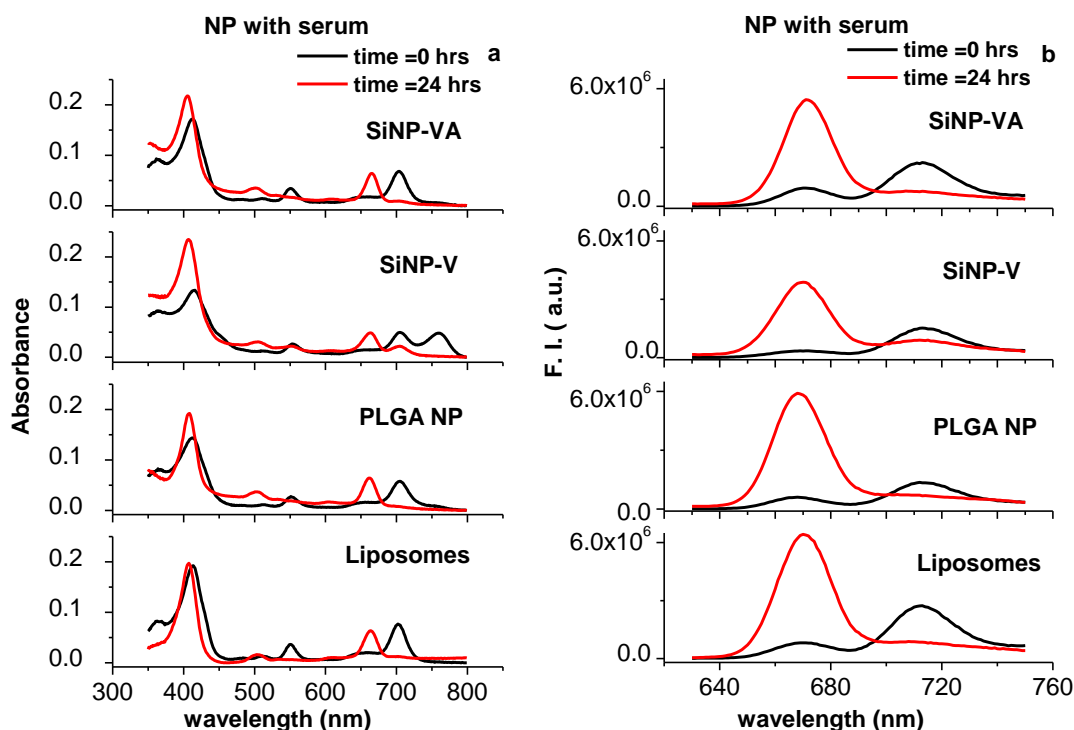 NP with serum
time =0 hrs
time =24 hrs
a
SiNP-VA
0.2
0.1
0.0
SiNP-V
0.2
0.1
0.0
PLGA NP
0.2
0.1
0.0
Liposomes
0.2
0.1
0.0
300 400 500 600 700 800
wavelength (nm)
Absorbance
NP with serum
time =0 hrs
time =24 hrs
b
6.0x10⁶
SiNP-VA
0.0
6.0x10⁶
SiNP-V
0.0
6.0x10⁶
PLGA NP
0.0
6.0x10⁶
Liposomes
0.0
640 680 720 760
wavelength (nm)
F. I. ( a.u.)